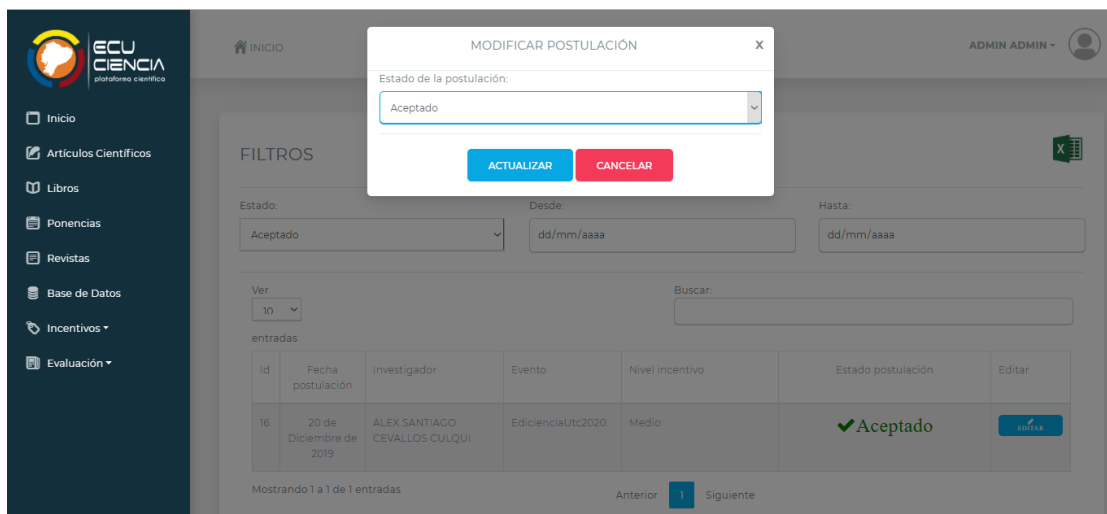 ECU
CIENCIA
plataforma científica
Inicio
Artículos Científicos
Libros
Ponencias
Revistas
Base de Datos
Incentivos
Evaluación
INICIO
ADMIN ADMIN
MODIFICAR POSTULACIÓN X
Estado de la postulación:
Aceptado
ACTUALIZAR CANCELAR
FILTROS
Estado: Desde: Hasta:
Aceptado dd/mm/aaaa dd/mm/aaaa
Ver Buscar:
10
entradas
Id Fecha postulación Investigador Evento Nivel incentivo Estado postulación Editar
16 20 de Diciembre de 2019 ALEX SANTIAGO CEVALLOS CULQUI EdicienciaUtc2020 Medio Aceptado EDITAR
Mostrando 1 a 1 de 1 entradas
Anterior 1 Siguiente